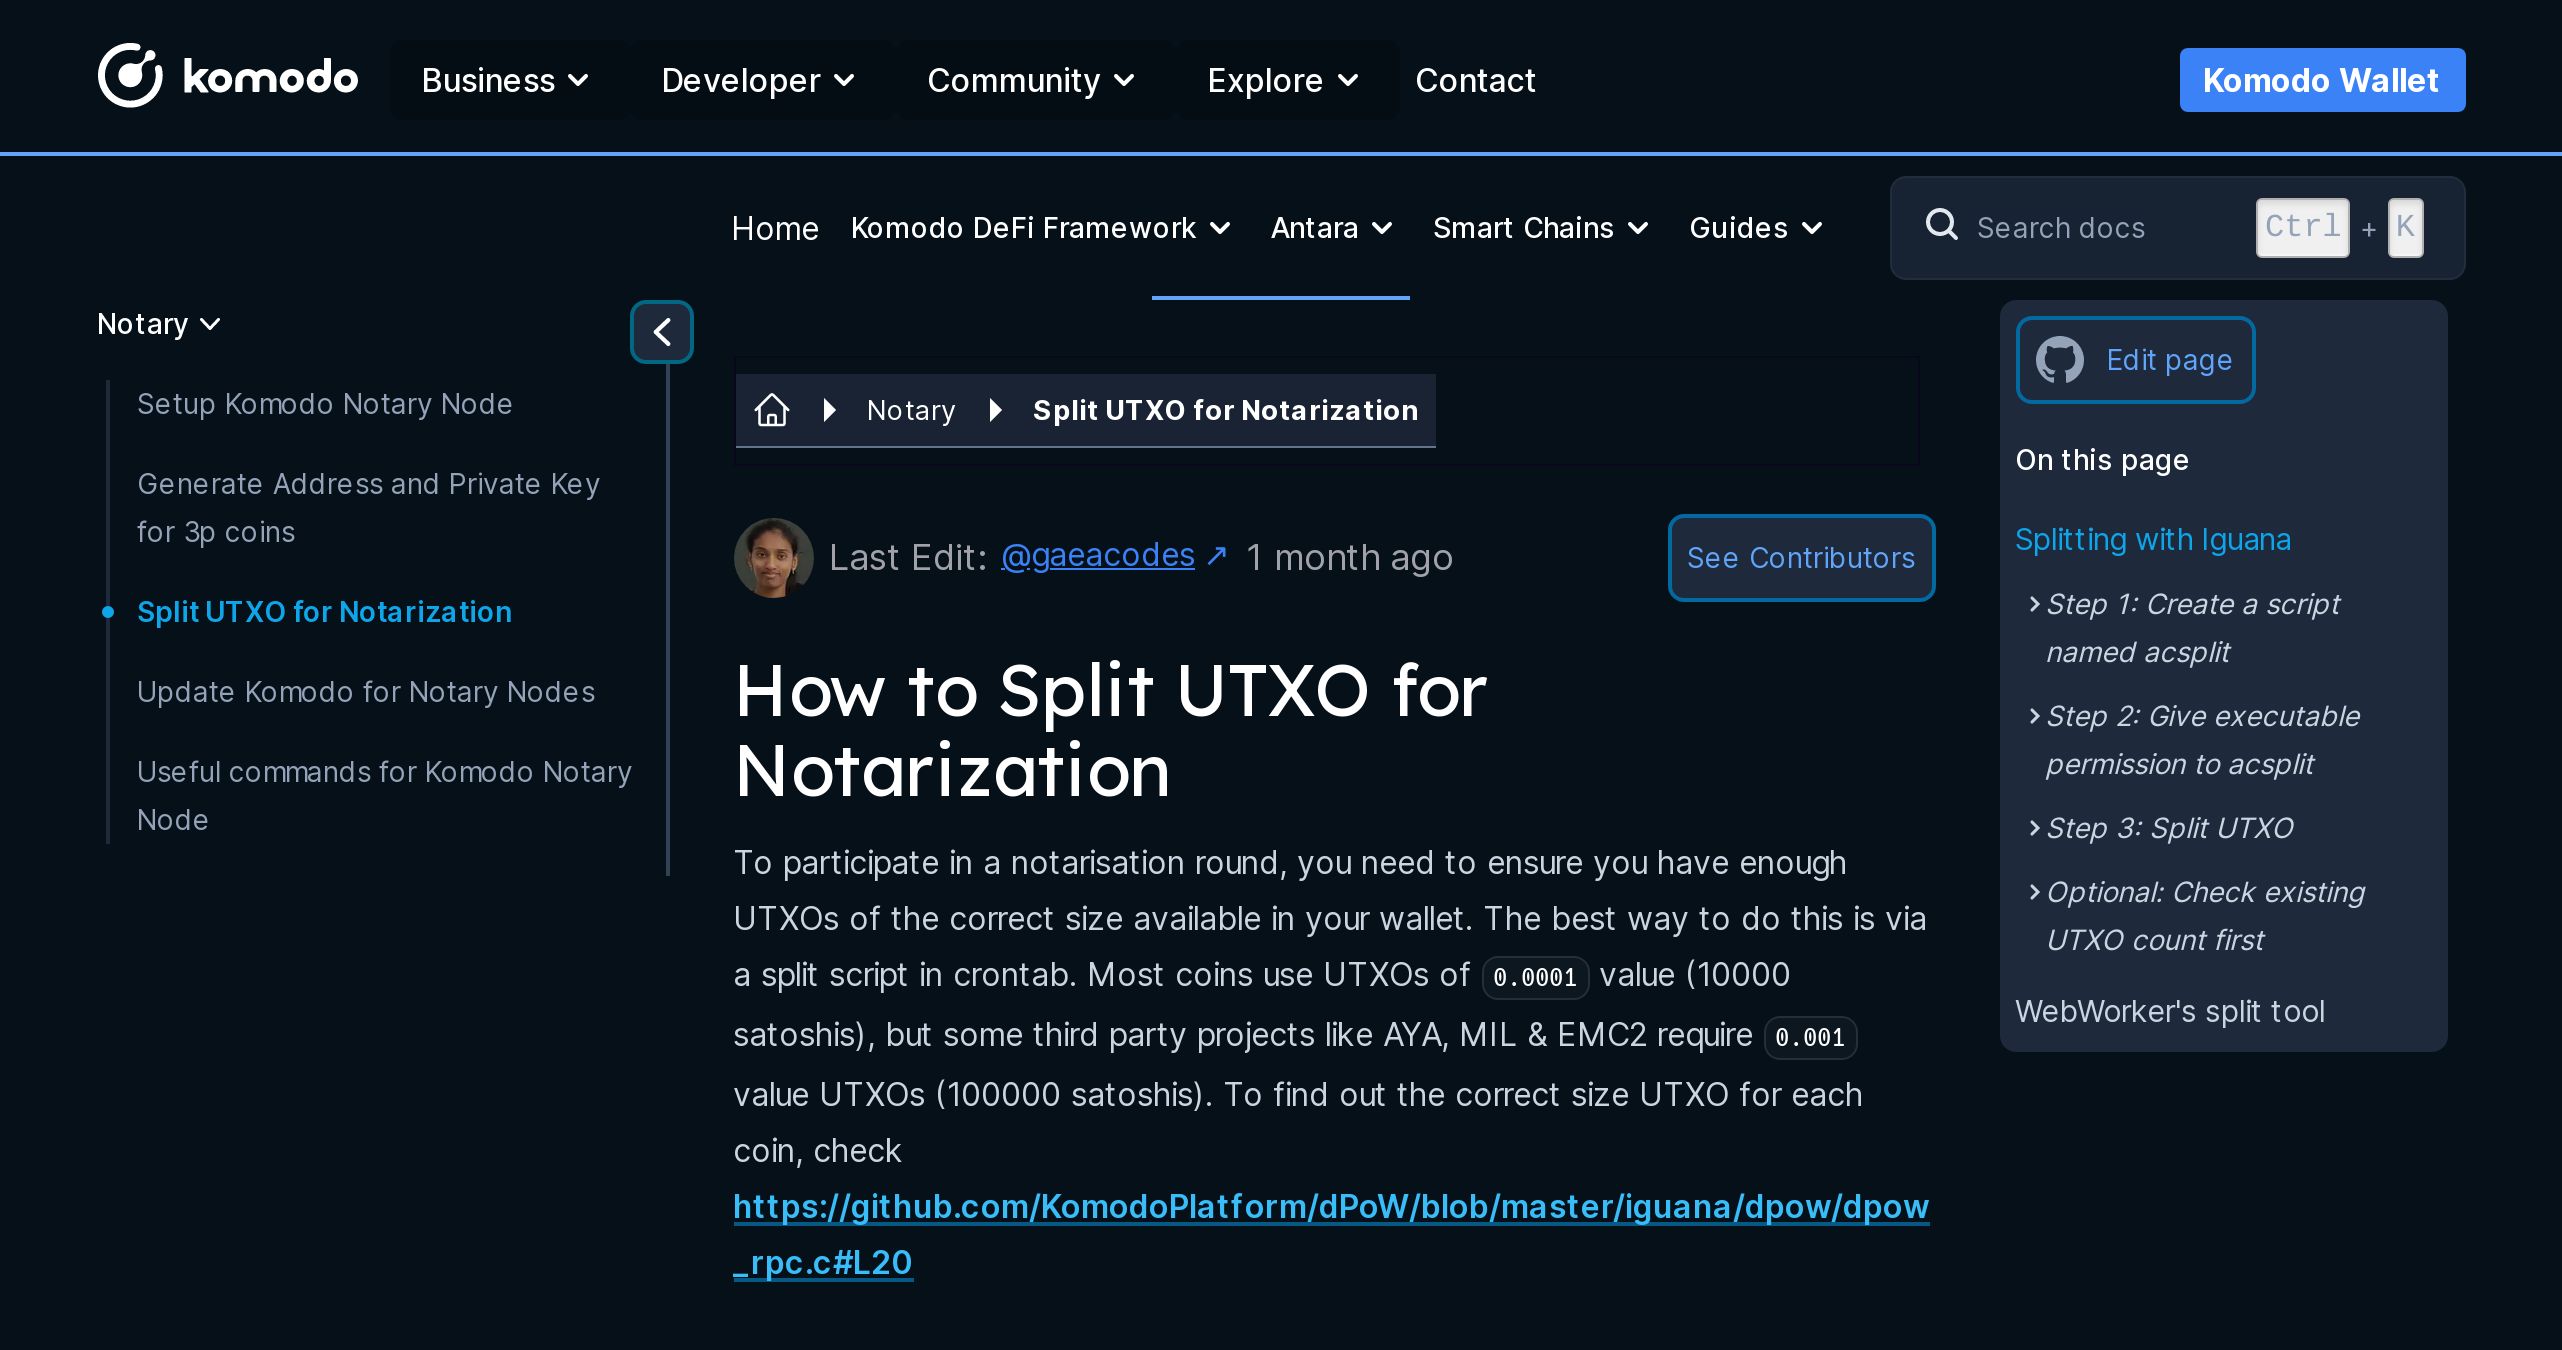 komodo Business Developer Community Explore Contact Komodo Wallet
Home Komodo DeFi Framework Antara Smart Chains Guides Search docs Ctrl + K
Notary
Setup Komodo Notary Node
Generate Address and Private Key
for 3p coins
Split UTXO for Notarization
Update Komodo for Notary Nodes
Useful commands for Komodo Notary
Node
Notary Split UTXO for Notarization
Last Edit: @gaeacodes ↗ 1 month ago
See Contributors
How to Split UTXO for
Notarization
To participate in a notarisation round, you need to ensure you have enough
UTXOs of the correct size available in your wallet. The best way to do this is via
a split script in crontab. Most coins use UTXOs of 0.0001 value (10000
satoshis), but some third party projects like AYA, MIL & EMC2 require 0.001
value UTXOs (100000 satoshis). To find out the correct size UTXO for each
coin, check
https://github.com/KomodoPlatform/dPoW/blob/master/iguana/dpow/dpow
_rpc.c#L20
Edit page
On this page
Splitting with Iguana
Step 1: Create a script
named acsplit
Step 2: Give executable
permission to acsplit
Step 3: Split UTXO
Optional: Check existing
UTXO count first
WebWorker's split tool